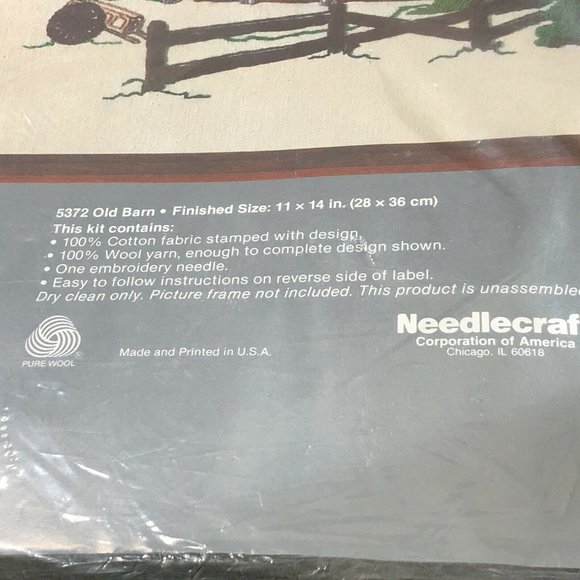 5372 Old Barn • Finished Size: 11 × 14 in. (28 × 36 cm)
This kit contains:
• 100% Cotton fabric stamped with design.
• 100% Wool yarn, enough to complete design shown.
• One embroidery needle.
• Easy to follow instructions on reverse side of label.
Dry clean only. Picture frame not included. This product is unassemble
PURE WOOL
Made and Printed in U.S.A.
Needlecraf
Corporation of America
Chicago, IL 60618